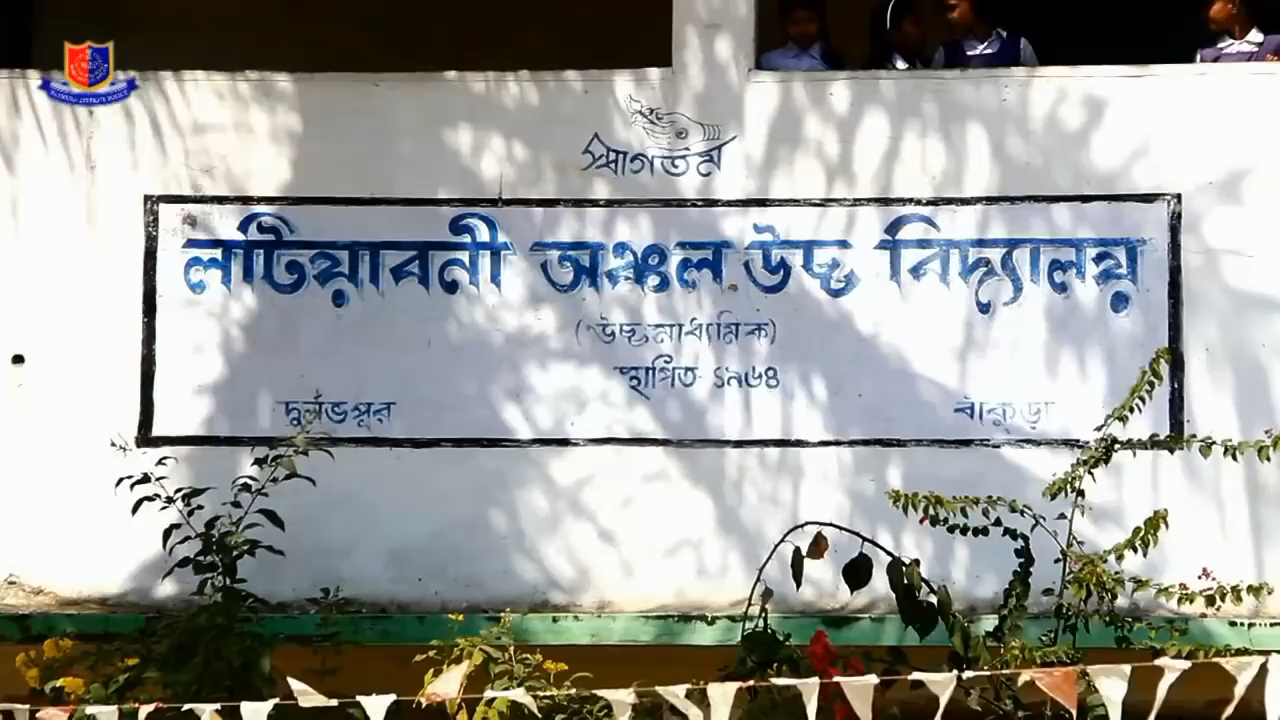 স্বাগতম
লটিয়াবনী অঞ্চল উচ্চ বিদ্যালয়
(উচ্চ মাধ্যমিক)
স্থাপিত ১৯৬৪
দুর্লভপুর বাঁকুড়া